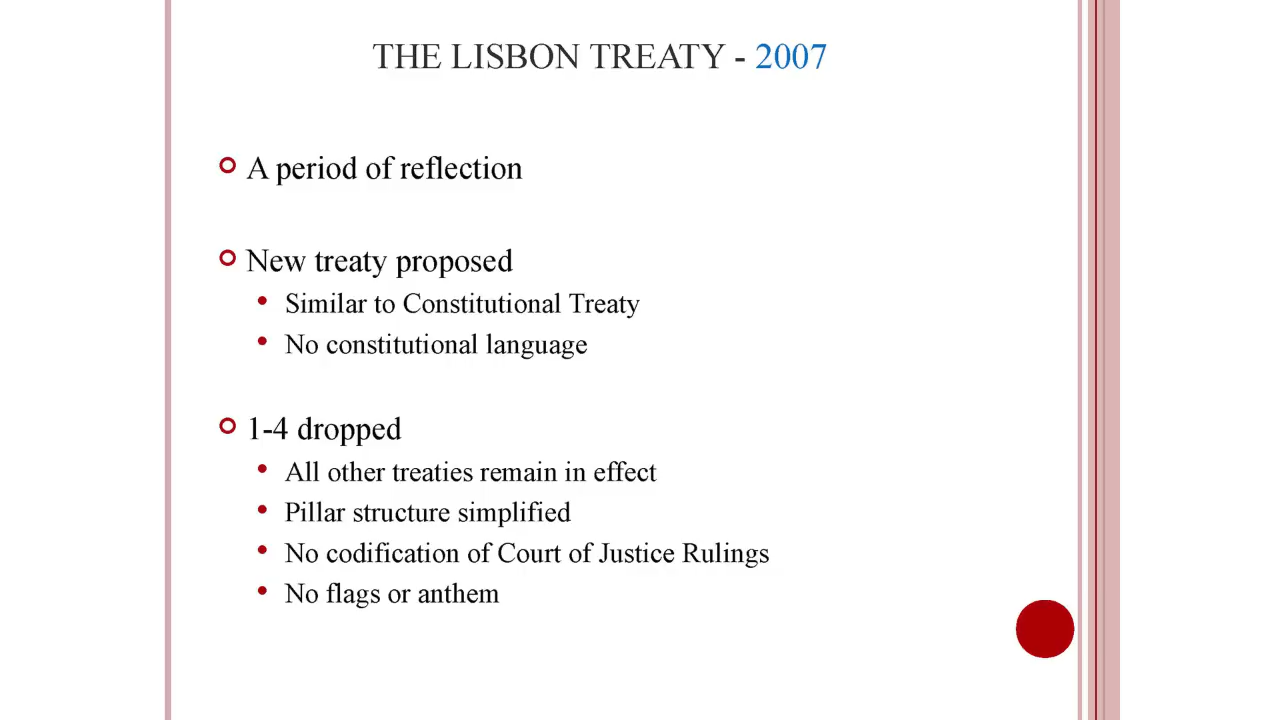 THE LISBON TREATY - 2007
A period of reflection
New treaty proposed
Similar to Constitutional Treaty
No constitutional language
1-4 dropped
All other treaties remain in effect
Pillar structure simplified
No codification of Court of Justice Rulings
No flags or anthem